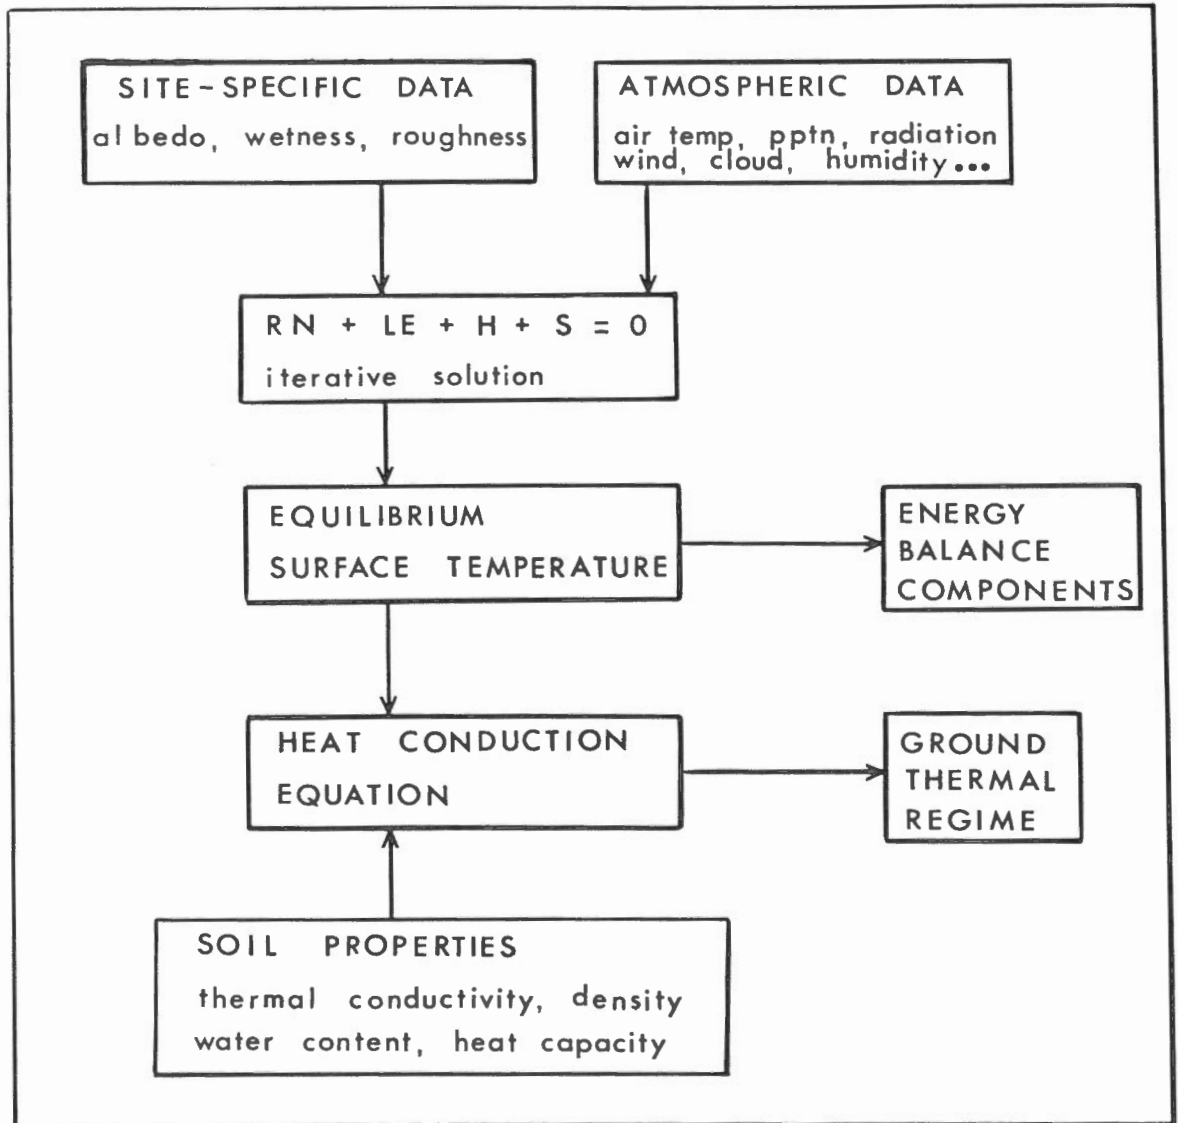 SITE-SPECIFIC DATA
albedo, wetness, roughness
ATMOSPHERIC DATA
air temp, pptn, radiation
wind, cloud, humidity...
RN + LE + H + S = 0
iterative solution
EQUILIBRIUM
SURFACE TEMPERATURE
ENERGY
BALANCE
COMPONENTS
HEAT CONDUCTION
EQUATION
GROUND
THERMAL
REGIME
SOIL PROPERTIES
thermal conductivity, density
water content, heat capacity